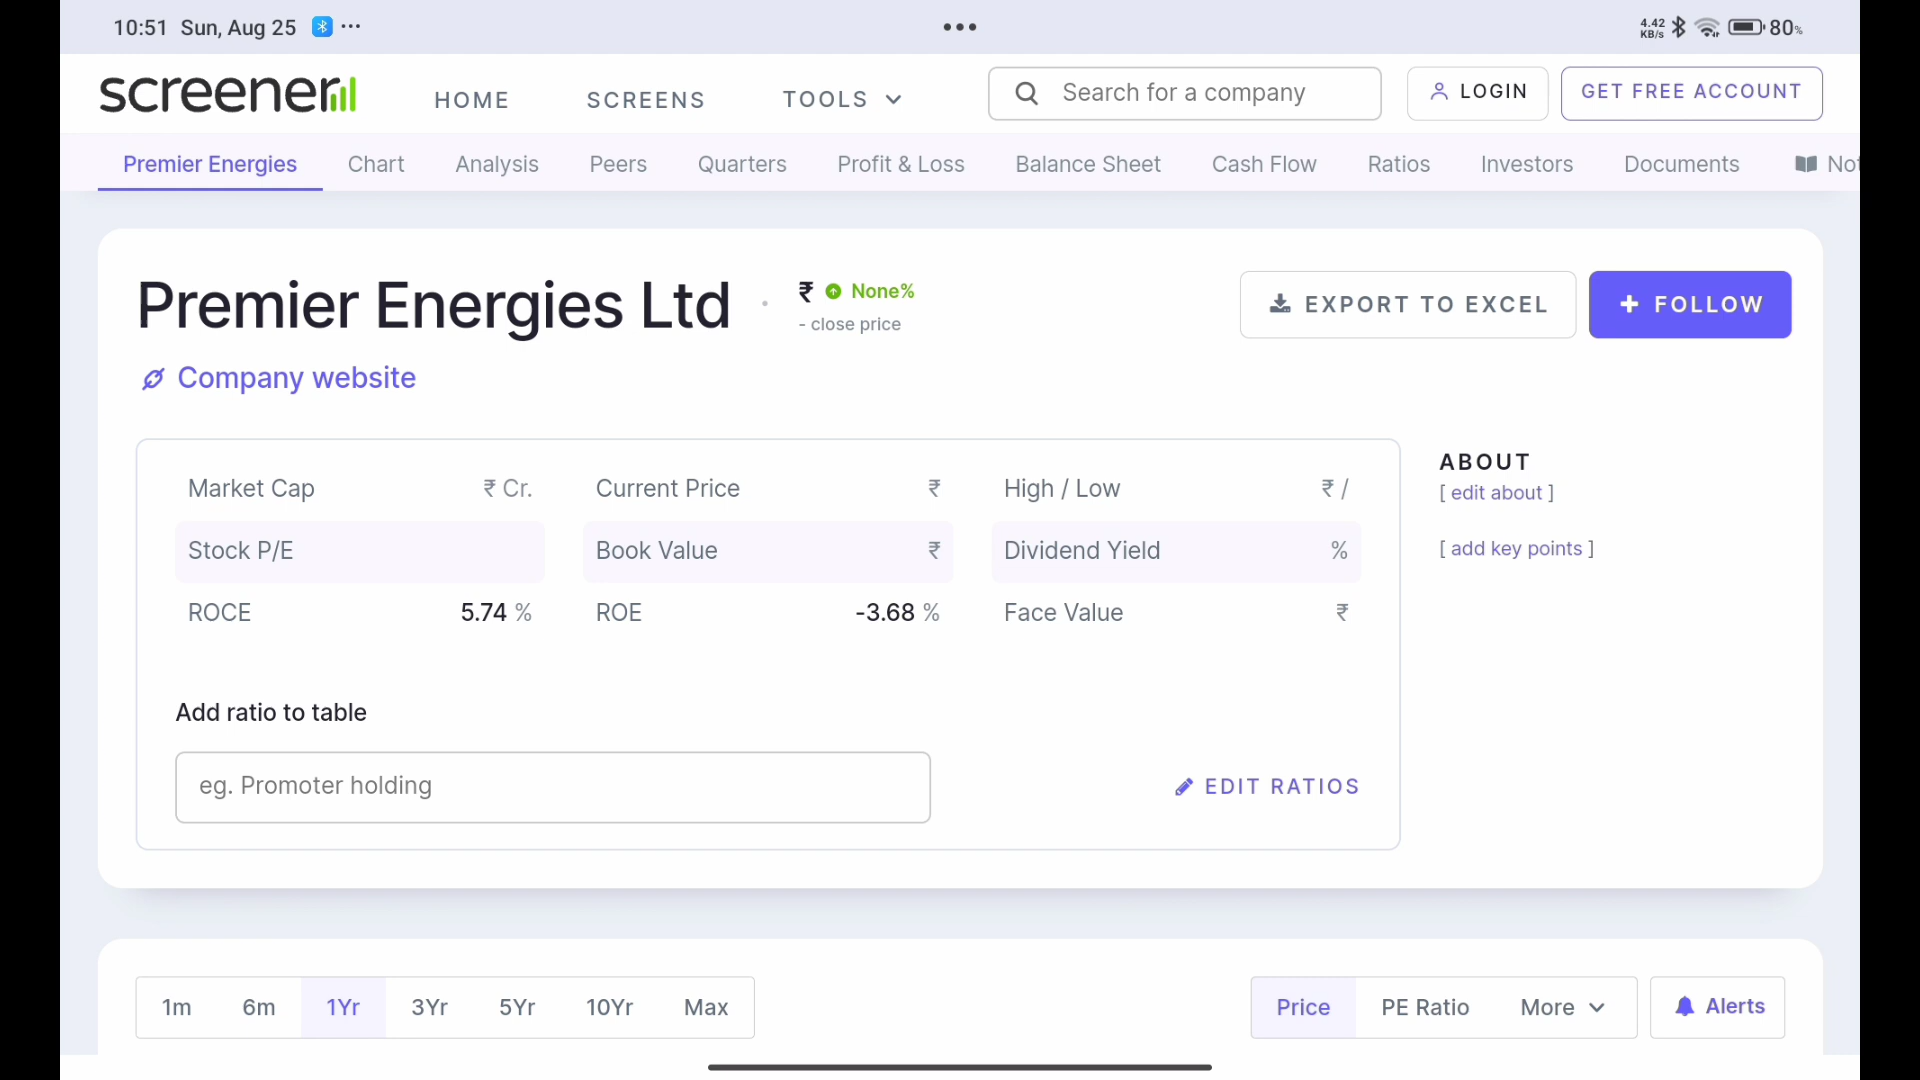 10:51 Sun, Aug 25 ··· ••• 4.42 KB/s 80%
screener HOME SCREENS TOOLS Search for a company LOGIN GET FREE ACCOUNT
Premier Energies Chart Analysis Peers Quarters Profit & Loss Balance Sheet Cash Flow Ratios Investors Documents Not
Premier Energies Ltd · ₹ None%
- close price
EXPORT TO EXCEL + FOLLOW
Company website
Market Cap ₹ Cr. Current Price ₹ High / Low ₹ /
Stock P/E Book Value ₹ Dividend Yield %
ROCE 5.74 % ROE -3.68 % Face Value ₹
ABOUT
[ edit about ]
[ add key points ]
Add ratio to table
eg. Promoter holding EDIT RATIOS
1m 6m 1Yr 3Yr 5Yr 10Yr Max Price PE Ratio More Alerts